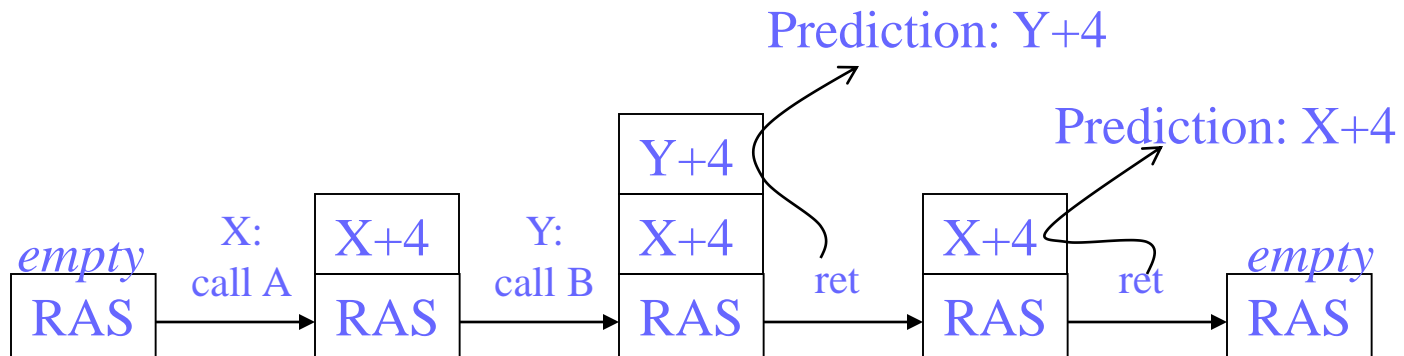 Prediction: Y+4
Prediction: X+4
Y+4
X+4
X+4
X+4
empty
X:
call A
Y:
call B
ret
ret
empty
RAS
RAS
RAS
RAS
RAS